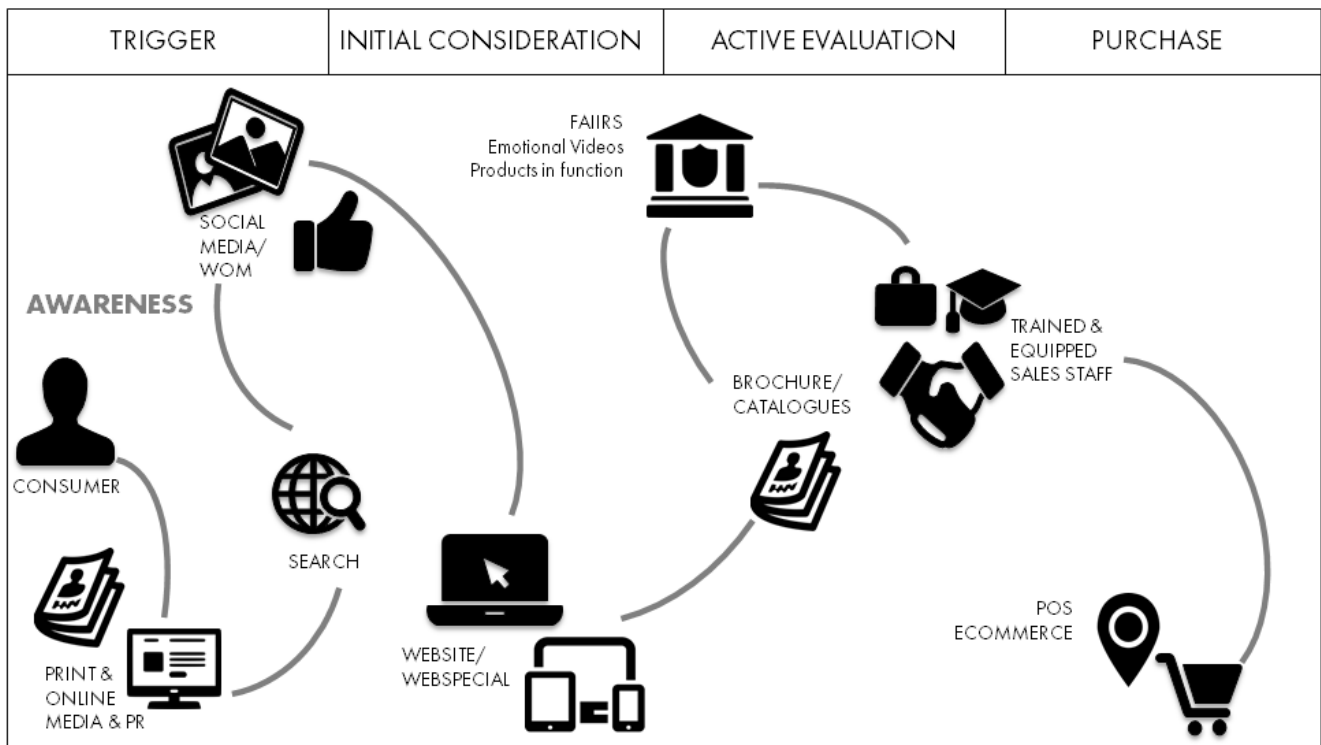 TRIGGER
INITIAL CONSIDERATION
ACTIVE EVALUATION
PURCHASE
SOCIAL
MEDIA/
WOM
AWARENESS
CONSUMER
SEARCH
PRINT &
ONLINE
MEDIA & PR
WEBSITE/
WEBSPECIAL
FAIIRS
Emotional Videos
Products in function
BROCHURE/
CATALOGUES
TRAINED &
EQUIPPED
SALES STAFF
POS
ECOMMERCE